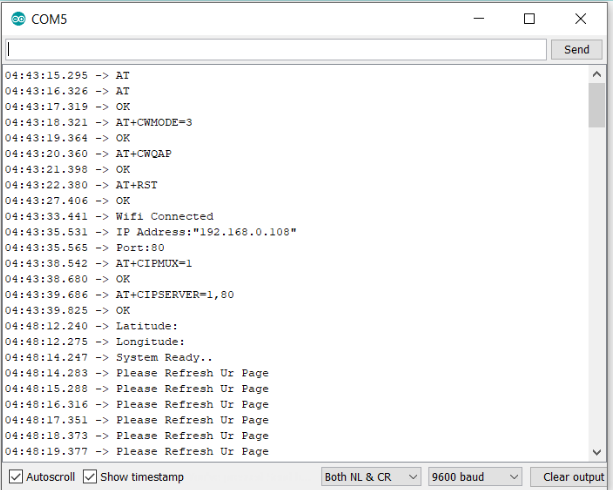 COM5
Send
04:43:15.295 -> AT
04:43:16.326 -> AT
04:43:17.319 -> OK
04:43:18.321 -> AT+CWMODE=3
04:43:19.364 -> OK
04:43:20.360 -> AT+CWQAP
04:43:21.398 -> OK
04:43:22.380 -> AT+RST
04:43:27.406 -> OK
04:43:33.441 -> Wifi Connected
04:43:35.531 -> IP Address:"192.168.0.108"
04:43:35.565 -> Port:80
04:43:38.542 -> AT+CIPMUX=1
04:43:38.680 -> OK
04:43:39.686 -> AT+CIPSERVER=1,80
04:43:39.825 -> OK
04:48:12.240 -> Latitude:
04:48:12.275 -> Longitude:
04:48:14.247 -> System Ready..
04:48:14.283 -> Please Refresh Ur Page
04:48:15.288 -> Please Refresh Ur Page
04:48:16.316 -> Please Refresh Ur Page
04:48:17.351 -> Please Refresh Ur Page
04:48:18.373 -> Please Refresh Ur Page
04:48:19.377 -> Please Refresh Ur Page
Autoscroll Show timestamp Both NL & CR 9600 baud Clear output